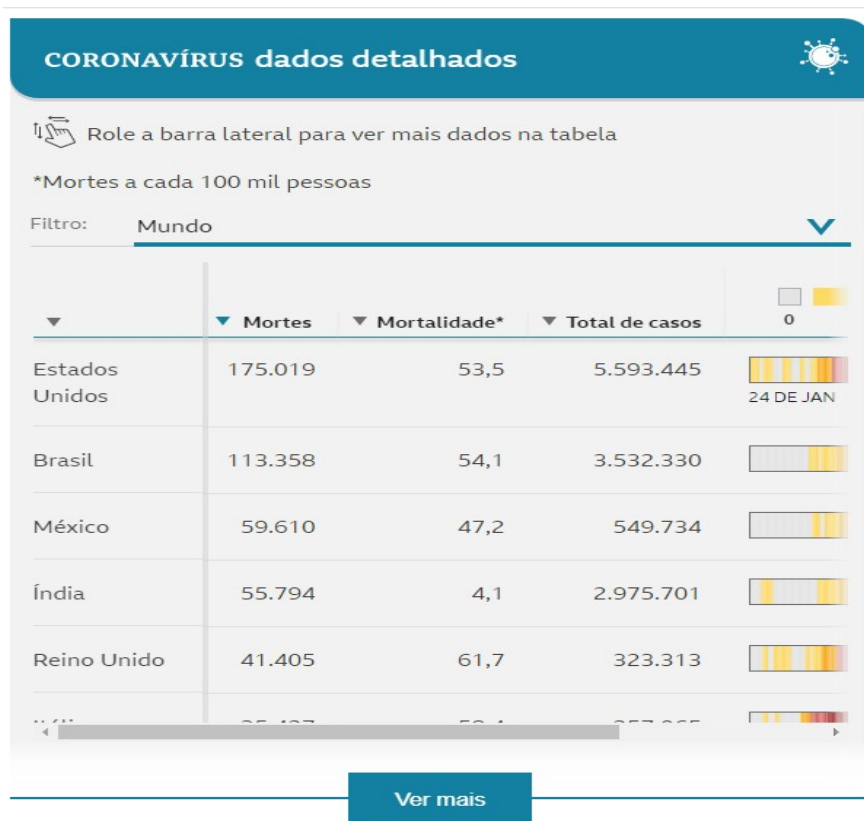 CORONAVÍRUS dados detalhados
Role a barra lateral para ver mais dados na tabela
*Mortes a cada 100 mil pessoas
Filtro: Mundo
Mortes Mortalidade* Total de casos 0
Estados Unidos 175.019 53,5 5.593.445
24 DE JAN
Brasil 113.358 54,1 3.532.330
México 59.610 47,2 549.734
Índia 55.794 4,1 2.975.701
Reino Unido 41.405 61,7 323.313
Ver mais